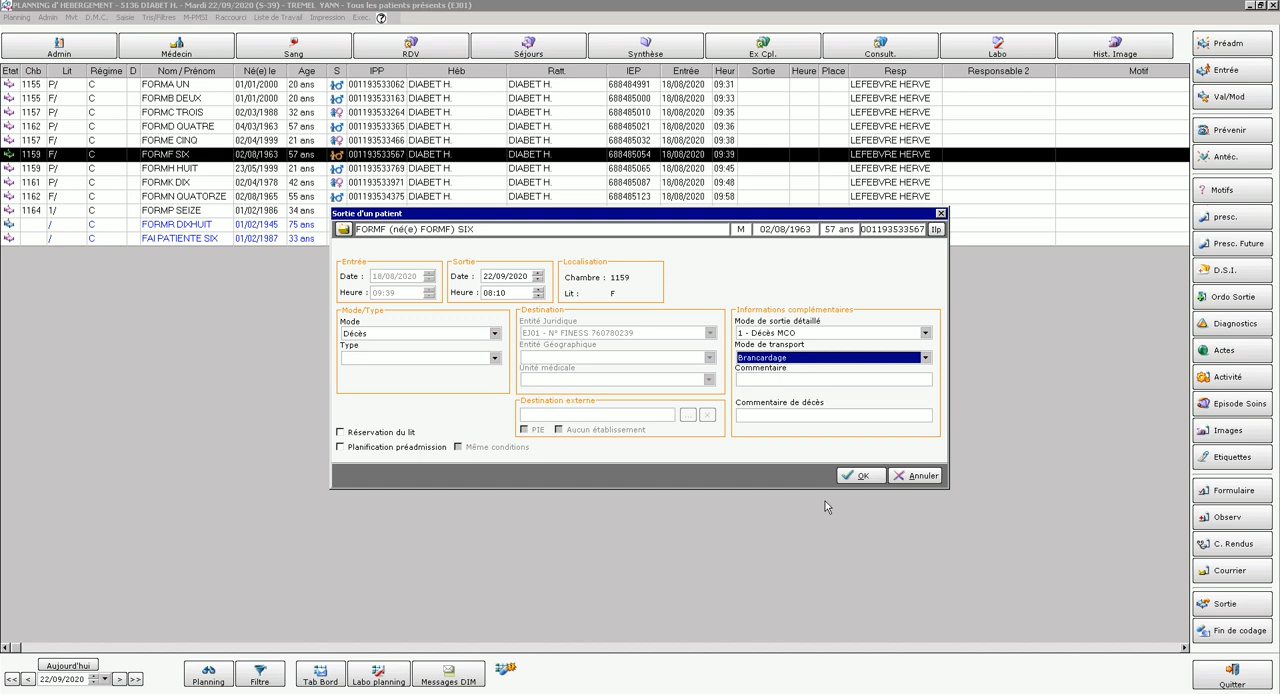 PLANNING d' HEBERGEMENT - 5136 DIABET H. - Mardi 22/09/2020 (S-39) - TREMEL YANN - Tous les patients présents (EJ01)
Planning Admin Mvt D.M.C. Saisie Tris/Filtres M-PMSI Raccourci Liste de Travail Impression Exec. ?
Admin Médecin Sang RDV Séjours Synthèse Ex Cpl. Consult. Labo Hist. Image
Etat Chb Lit Régime D Nom / Prénom Né(e) le Age S IPP Héb Ratt. IEP Entrée Heur Sortie Heure Place Resp Responsable 2 Motif
1155 P/ C FORMA UN 01/01/2000 20 ans 001193533062 DIABET H. DIABET H. 688484991 18/08/2020 09:31 LEFEBVRE HERVE
1155 F/ C FORMB DEUX 01/01/2000 20 ans 001193533163 DIABET H. DIABET H. 688485000 18/08/2020 09:33 LEFEBVRE HERVE
1157 P/ C FORMC TROIS 02/03/1988 32 ans 001193533264 DIABET H. DIABET H. 688485010 18/08/2020 09:35 LEFEBVRE HERVE
1162 P/ C FORMD QUATRE 04/03/1963 57 ans 001193533365 DIABET H. DIABET H. 688485021 18/08/2020 09:36 LEFEBVRE HERVE
1157 F/ C FORME CINQ 02/04/1999 21 ans 001193533466 DIABET H. DIABET H. 688485032 18/08/2020 09:38 LEFEBVRE HERVE
1159 F/ C FORMF SIX 02/08/1963 57 ans 001193533567 DIABET H. DIABET H. 688485054 18/08/2020 09:39 LEFEBVRE HERVE
1159 P/ C FORMH HUIT 23/05/1999 21 ans 001193533769 DIABET H. DIABET H. 688485065 18/08/2020 09:45 LEFEBVRE HERVE
1161 P/ C FORMK DIX 02/04/1978 42 ans 001193533971 DIABET H. DIABET H. 688485087 18/08/2020 09:48 LEFEBVRE HERVE
1162 F/ C FORMN QUATORZE 02/08/1965 55 ans 001193534375 DIABET H. DIABET H. 688485123 18/08/2020 09:58 LEFEBVRE HERVE
1164 1/ C FORMP SEIZE 01/02/1986 34 ans
/ FORMR DIXHUIT 01/02/1945 75 ans
/ FAI PATIENTE SIX 01/02/1987 33 ans
Sortie d'un patient
FORMF (né(e) FORMF) SIX M 02/08/1963 57 ans 001193533567 Ilp
Entrée
Date : 18/08/2020
Heure : 09:39
Sortie
Date : 22/09/2020
Heure : 08:10
Localisation
Chambre : 1159
Lit : F
Mode/Type
Mode
Décès
Type
Destination
Entité Juridique
EJ01 - N° FINESS 760780239
Entité Géographique
Unité médicale
Destination externe
...
PIE Aucun établissement
Informations complémentaires
Mode de sortie détaillé
1 - Décès MCO
Mode de transport
Brancardage
Commentaire
Commentaire de décès
Réservation du lit
Planification préadmission Même conditions
OK Annuler
Préadm
Entrée
Val/Mod
Prévenir
Antéc.
Motifs
presc.
Presc. Future
D.S.I.
Ordo Sortie
Diagnostics
Actes
Activité
Episode Soins
Images
Etiquettes
Formulaire
Observ
C. Rendus
Courrier
Sortie
Fin de codage
Quitter
Aujourd'hui
<< < 22/09/2020 > >>
Planning Filtre Tab Bord Labo planning Messages DIM